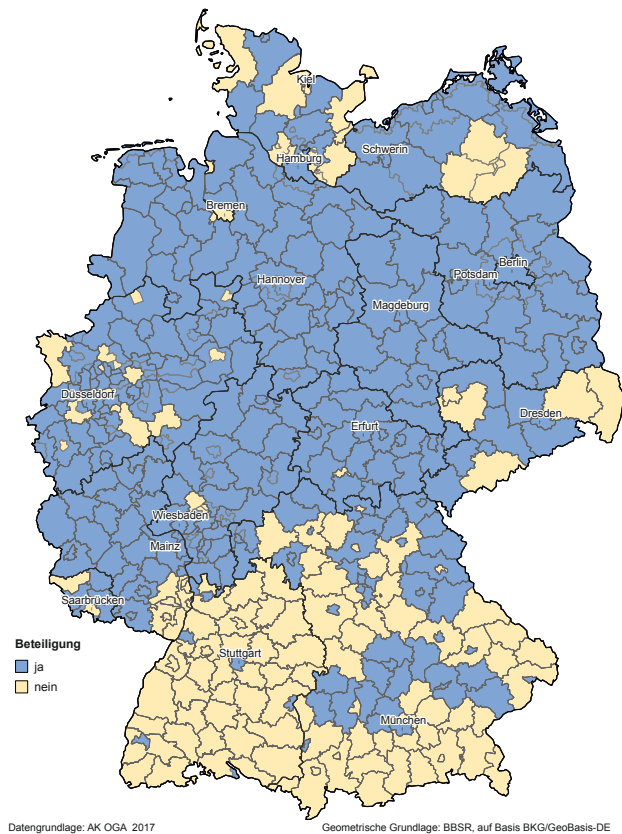 Kiel
Schwerin
Hamburg
Bremen
Berlin
Potsdam
Hannover
Magdeburg
Düsseldorf
Dresden
Erfurt
Wiesbaden
Mainz
Saarbrücken
Stuttgart
München
Beteiligung
ja
nein
Datengrundlage: AK OGA 2017
Geometrische Grundlage: BBSR, auf Basis BKG/GeoBasis-DE